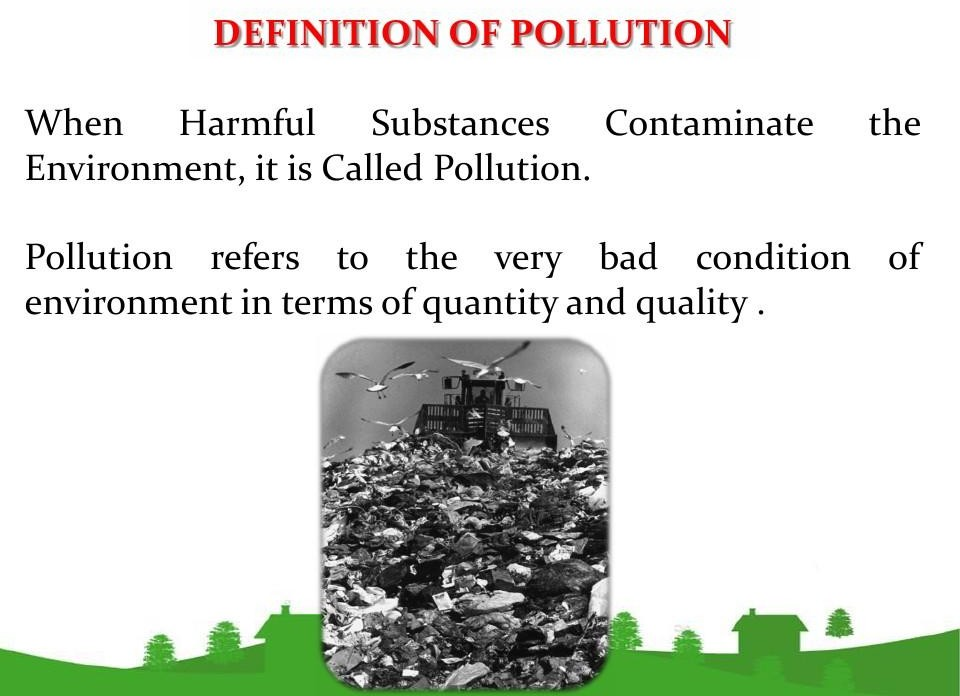 DEFINITION OF POLLUTION
When Harmful Substances Contaminate the
Environment, it is Called Pollution.
Pollution refers to the very bad condition of
environment in terms of quantity and quality .